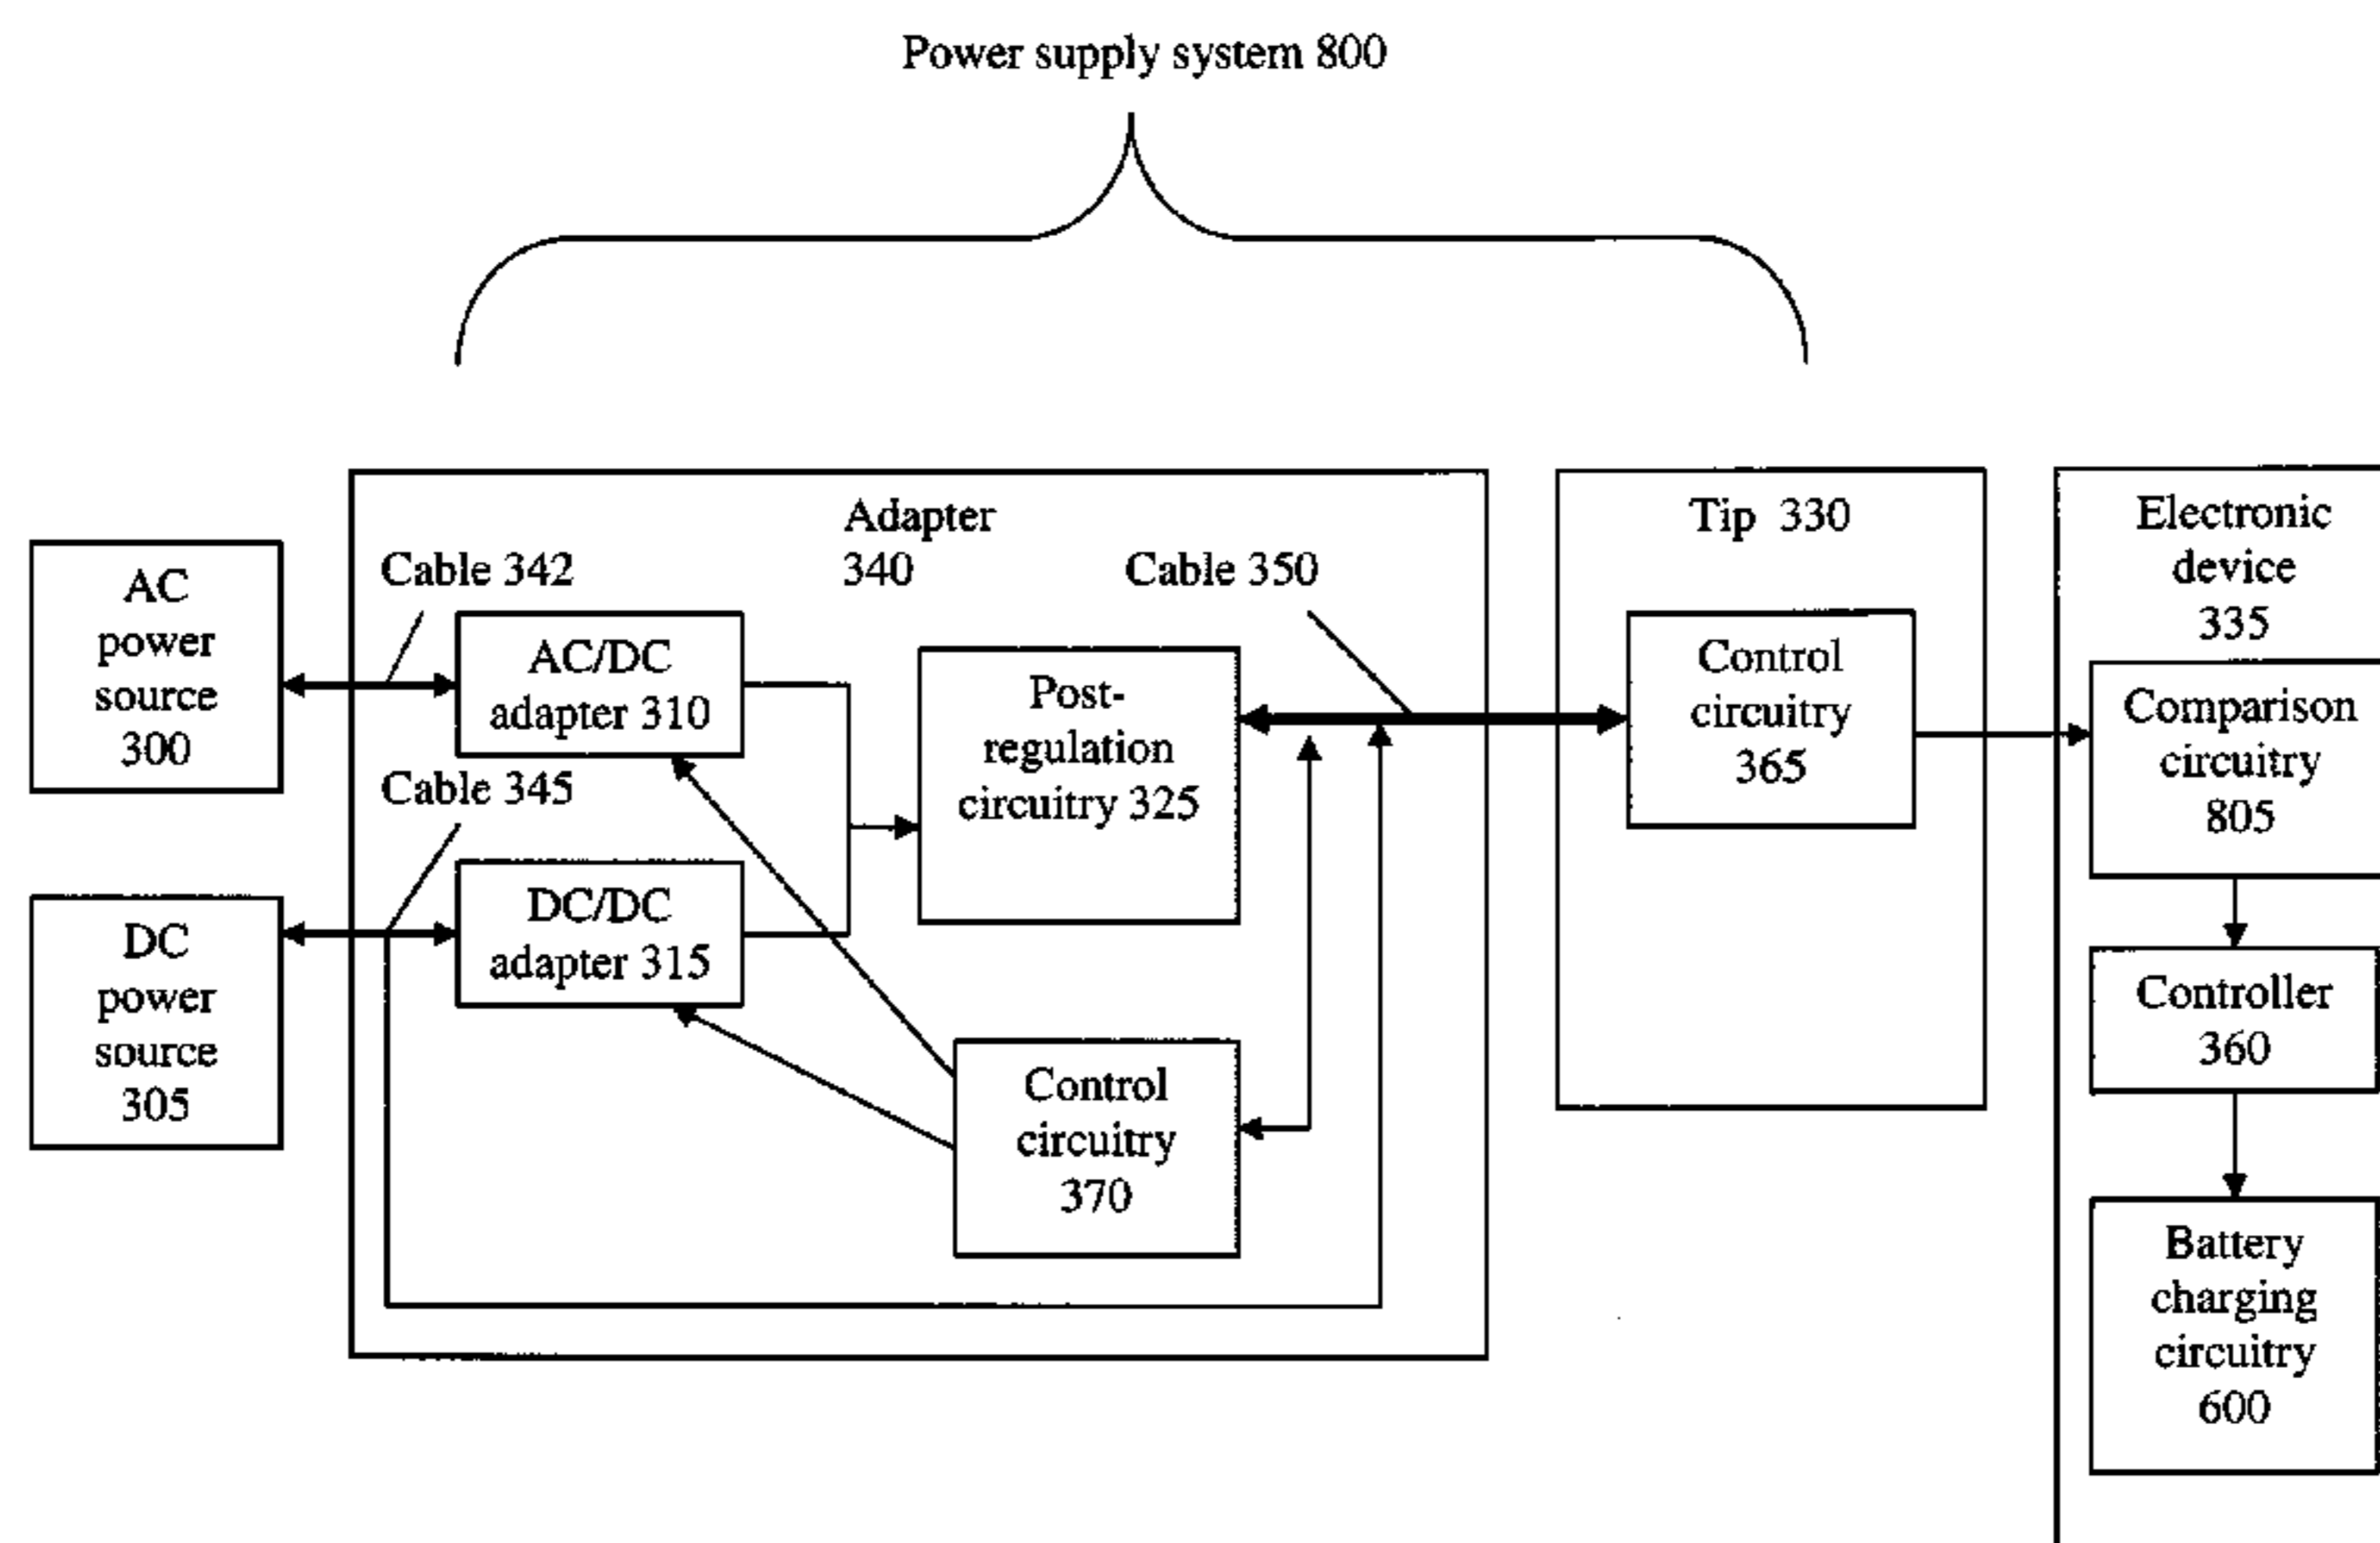 Power supply system 800
AC
power
source
300
DC
power
source
305
Adapter
340
Cable 342
AC/DC
adapter 310
Cable 345
DC/DC
adapter 315
Cable 350
Post-
regulation
circuitry 325
Control
circuitry
370
Tip 330
Control
circuitry
365
Electronic
device
335
Comparison
circuitry
805
Controller
360
Battery
charging
circuitry
600